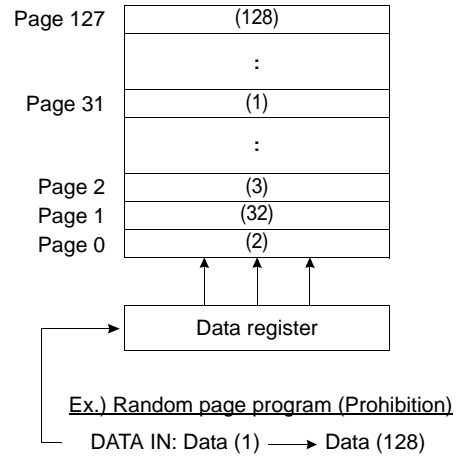 Page 127 (128)
:
Page 31 (1)
:
Page 2 (3)
Page 1 (32)
Page 0 (2)
Data register
Ex.) Random page program (Prohibition)
DATA IN: Data (1) Data (128)